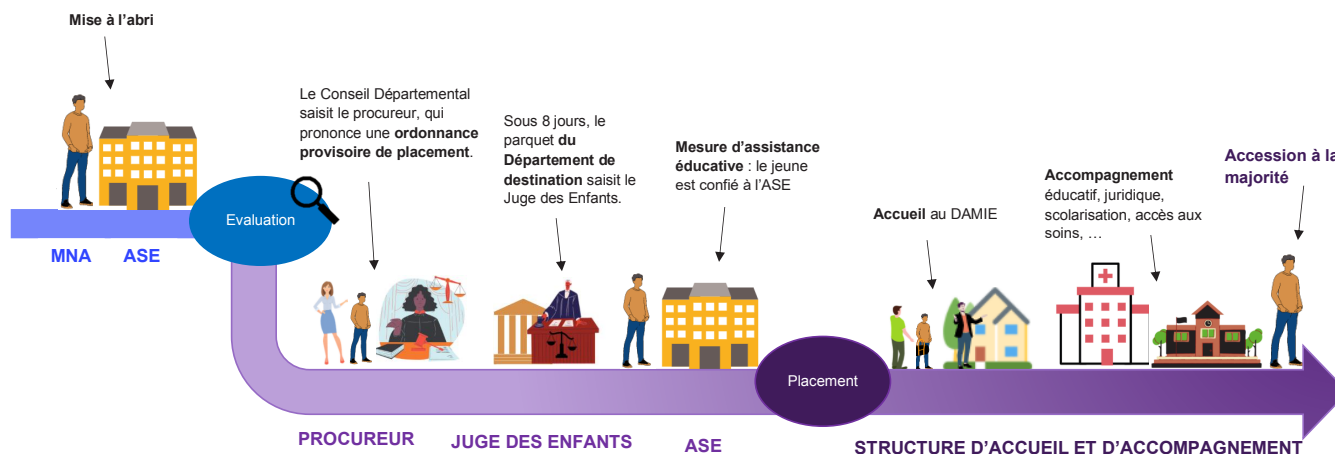 Mise à l'abri
Le Conseil Départemental
saisit le procureur, qui
prononce une ordonnance
provisoire de placement.
Sous 8 jours, le
parquet du
Département de
destination saisit le
Juge des Enfants.
Mesure d'assistance
éducative : le jeune
est confié à l'ASE
Accueil au DAMIE
Accompagnement
éducatif, juridique,
scolarisation, accès aux
soins, …
Accession à la
majorité
Evaluation
MNA
ASE
Placement
PROCUREUR
JUGE DES ENFANTS
ASE
STRUCTURE D'ACCUEIL ET D'ACCOMPAGNEMENT